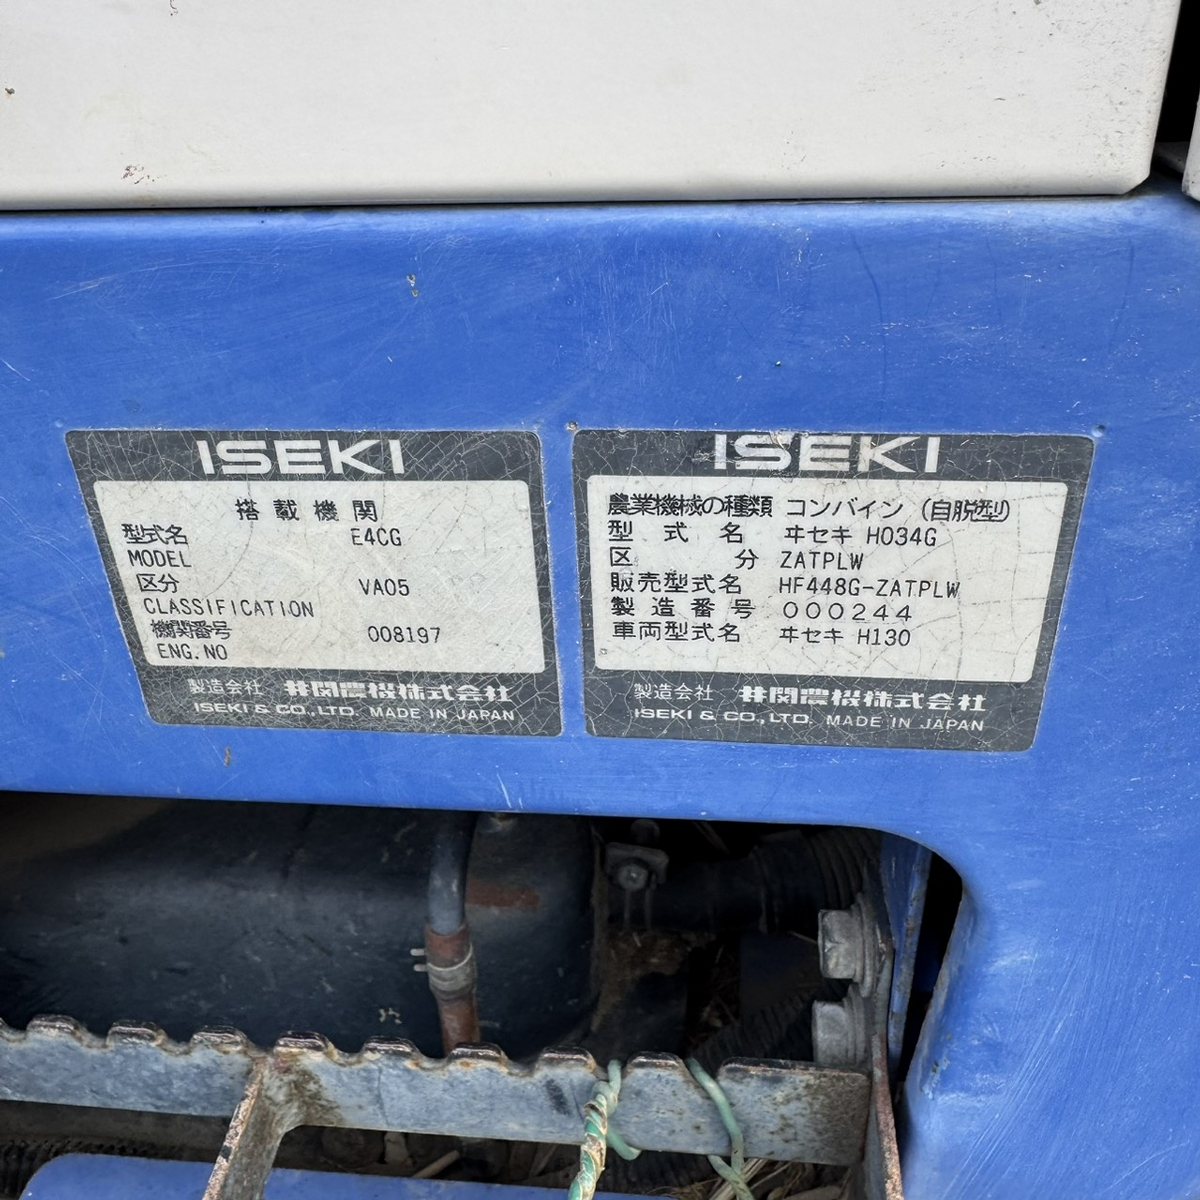 ISEKI
搭載機関
型式名 E4CG
MODEL
区分 VA05
CLASSIFICATION
機関番号 008197
ENG.NO
製造会社 井関農機株式会社
ISEKI & CO.,LTD. MADE IN JAPAN
ISEKI
農業機械の種類 コンバイン (自脱型)
型式名 ヰセキ HO34G
区分 ZATPLW
販売型式名 HF448G-ZATPLW
製造番号 000244
車両型式名 ヰセキ H130
製造会社 井関農機株式会社
ISEKI & CO.,LTD. MADE IN JAPAN